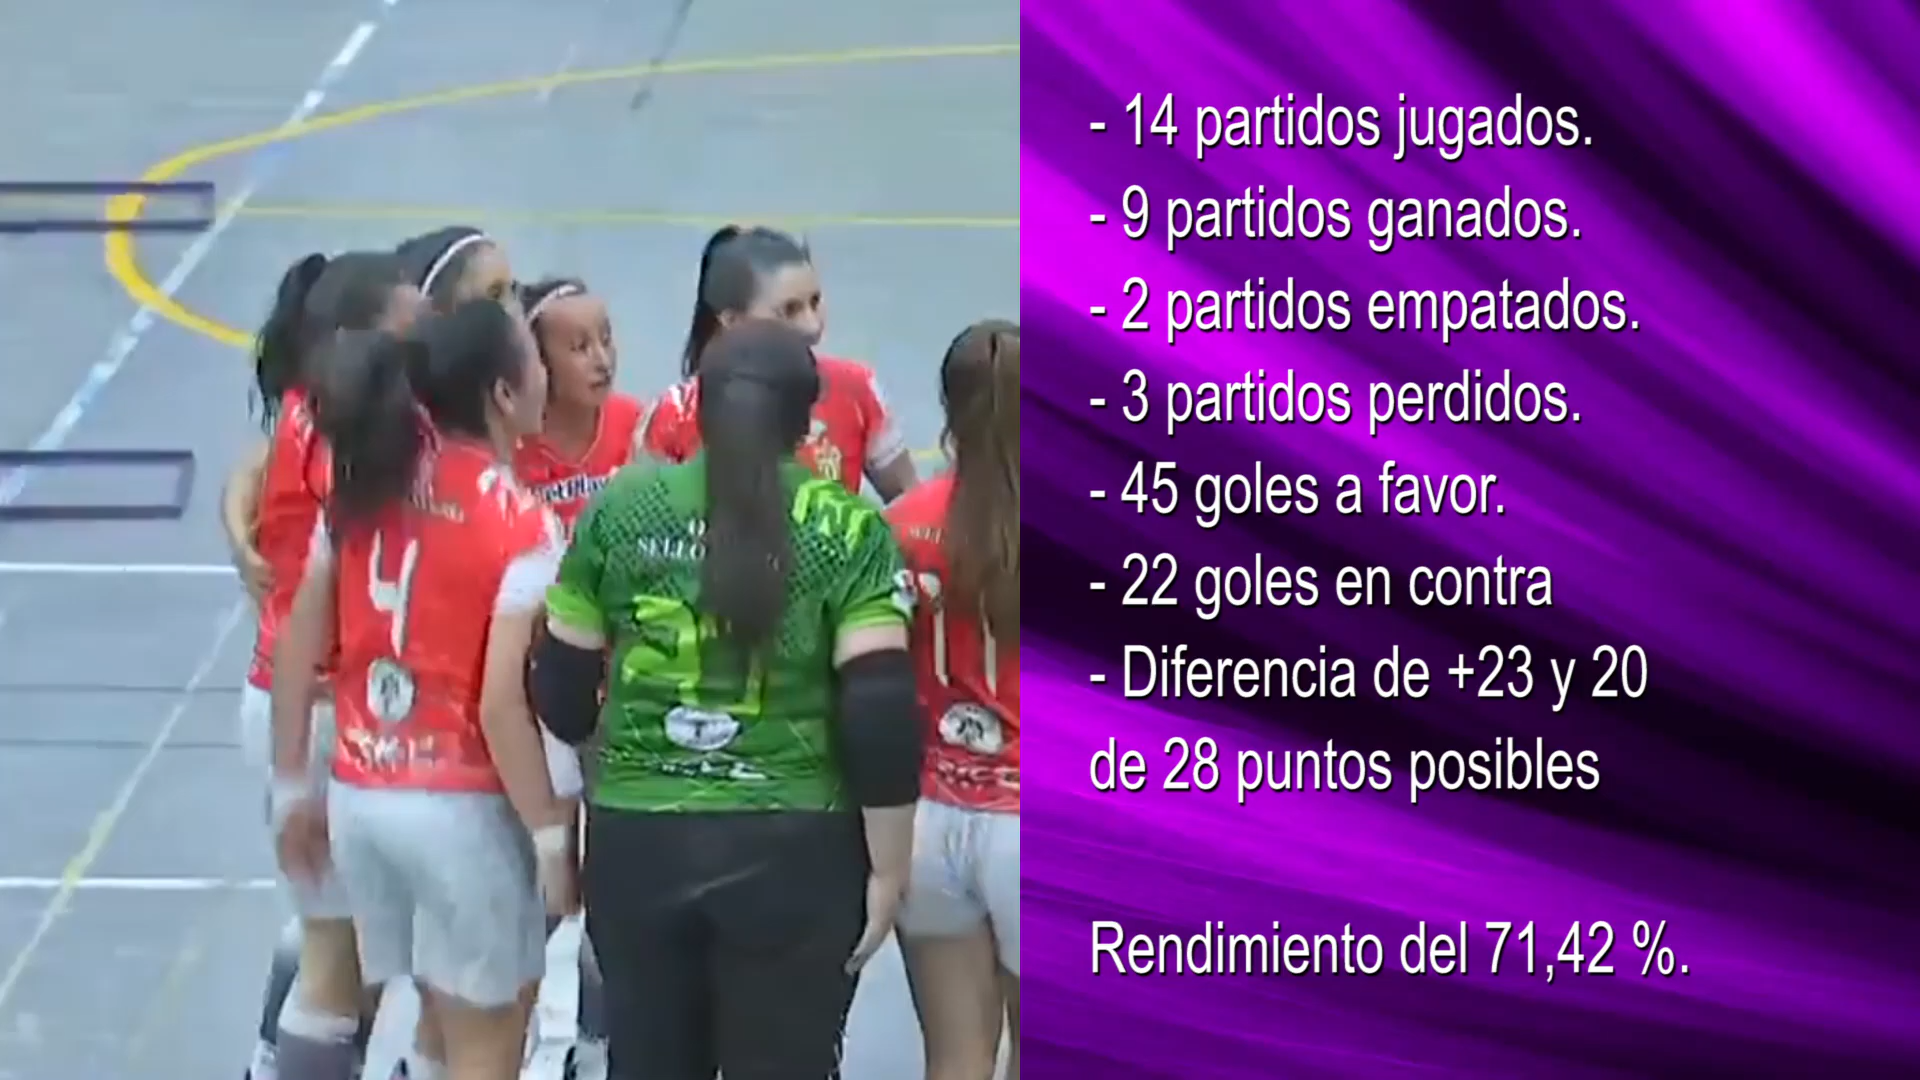 - 14 partidos jugados.
- 9 partidos ganados.
- 2 partidos empatados.
- 3 partidos perdidos.
- 45 goles a favor.
- 22 goles en contra
- Diferencia de +23 y 20
de 28 puntos posibles
Rendimiento del 71,42 %.
4